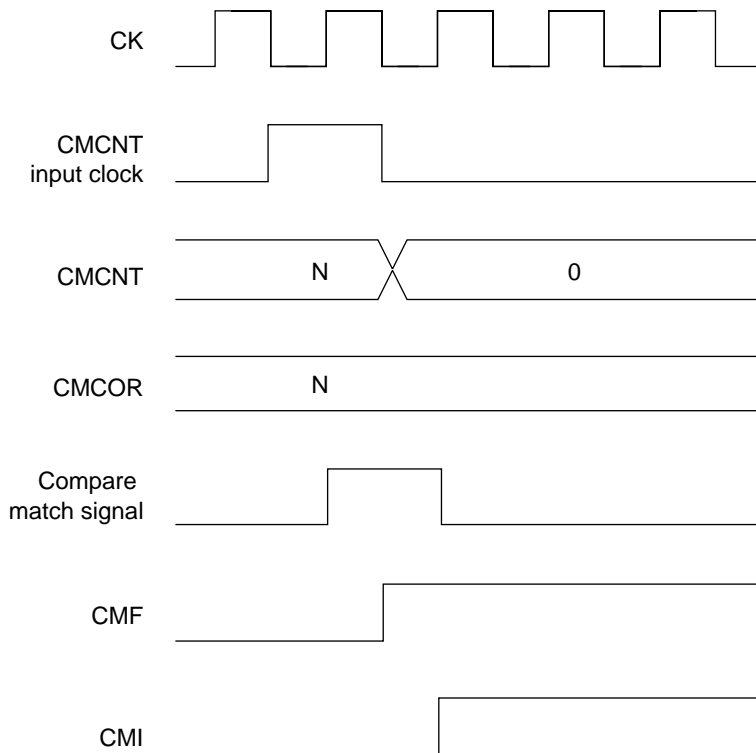 CK
CMCNT
input clock
CMCNT
N
0
CMCOR
N
Compare
match signal
CMF
CMI